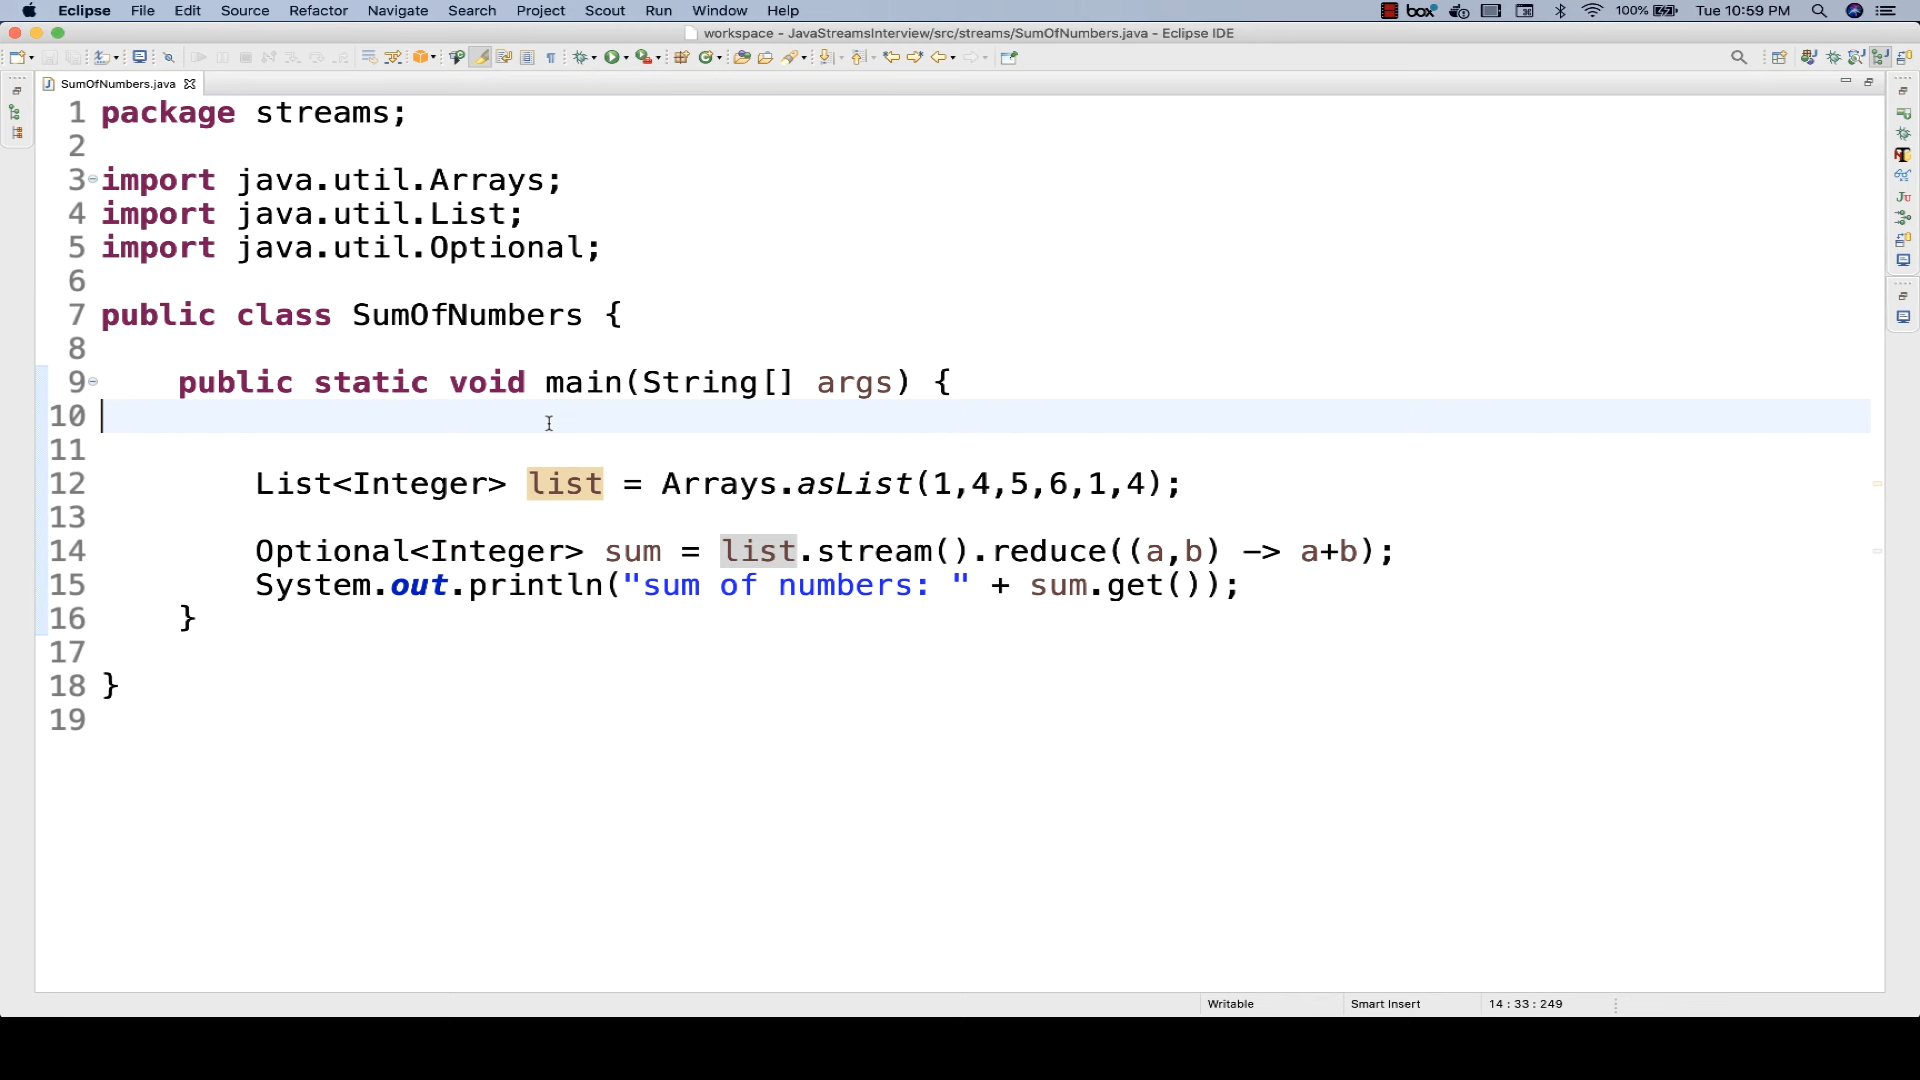 Eclipse File Edit Source Refactor Navigate Search Project Scout Run Window Help box 100% Tue 10:59 PM
workspace - JavaStreamsInterview/src/streams/SumOfNumbers.java - Eclipse IDE
SumOfNumbers.java
1 package streams;
2
3 import java.util.Arrays;
4 import java.util.List;
5 import java.util.Optional;
6
7 public class SumOfNumbers {
8
9 public static void main(String[] args) {
10
11
12 List<Integer> list = Arrays.asList(1,4,5,6,1,4);
13
14 Optional<Integer> sum = list.stream().reduce((a,b) -> a+b);
15 System.out.println("sum of numbers: " + sum.get());
16 }
17
18 }
19
Writable Smart Insert 14 : 33 : 249